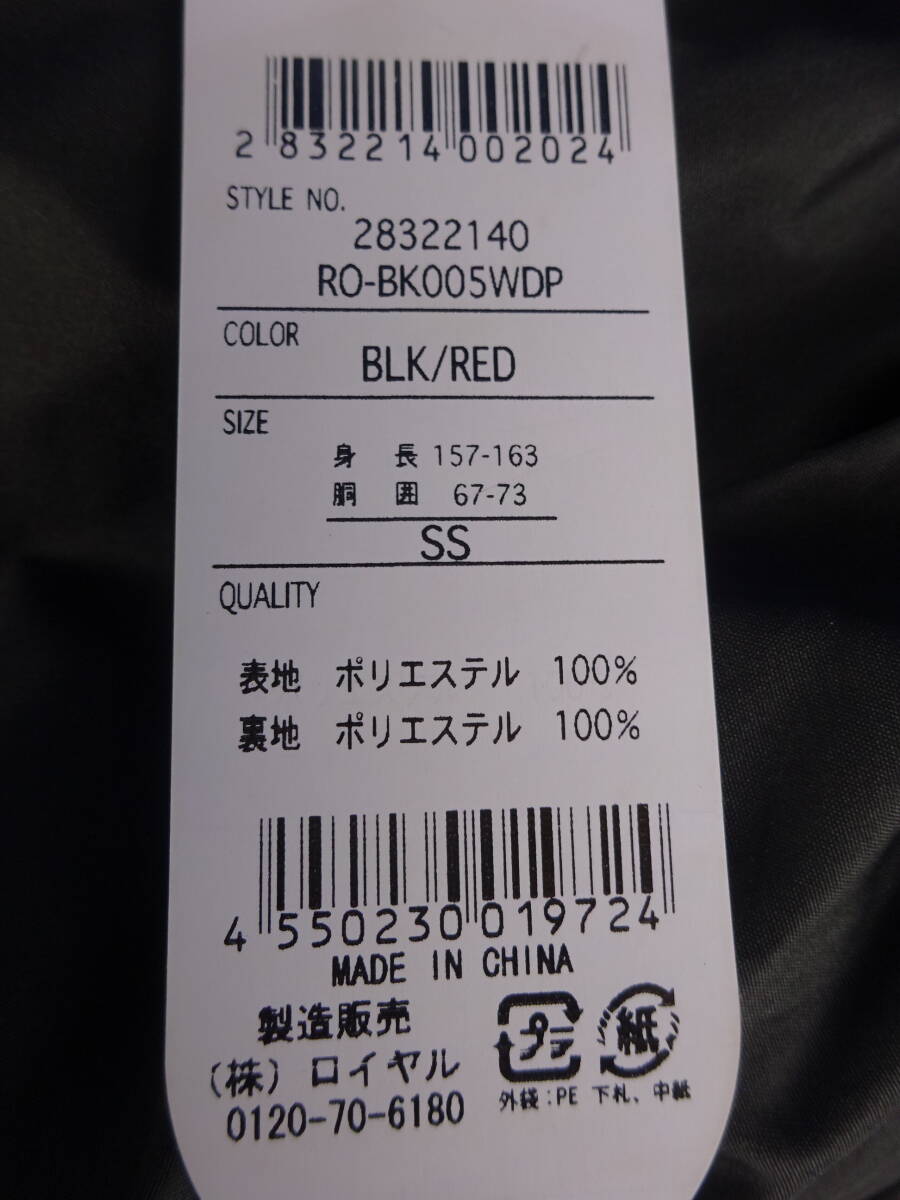 2 832214 002024
STYLE NO.
28322140
RO-BK005WDP
COLOR
BLK/RED
SIZE
身 長 157-163
胴 囲 67-73
SS
QUALITY
表地 ポリエステル 100%
裏地 ポリエステル 100%
4 550230 019724
MADE IN CHINA
製造販売
(株) ロイヤル
0120-70-6180
プラ
紙
外袋:PE 下札、中紙